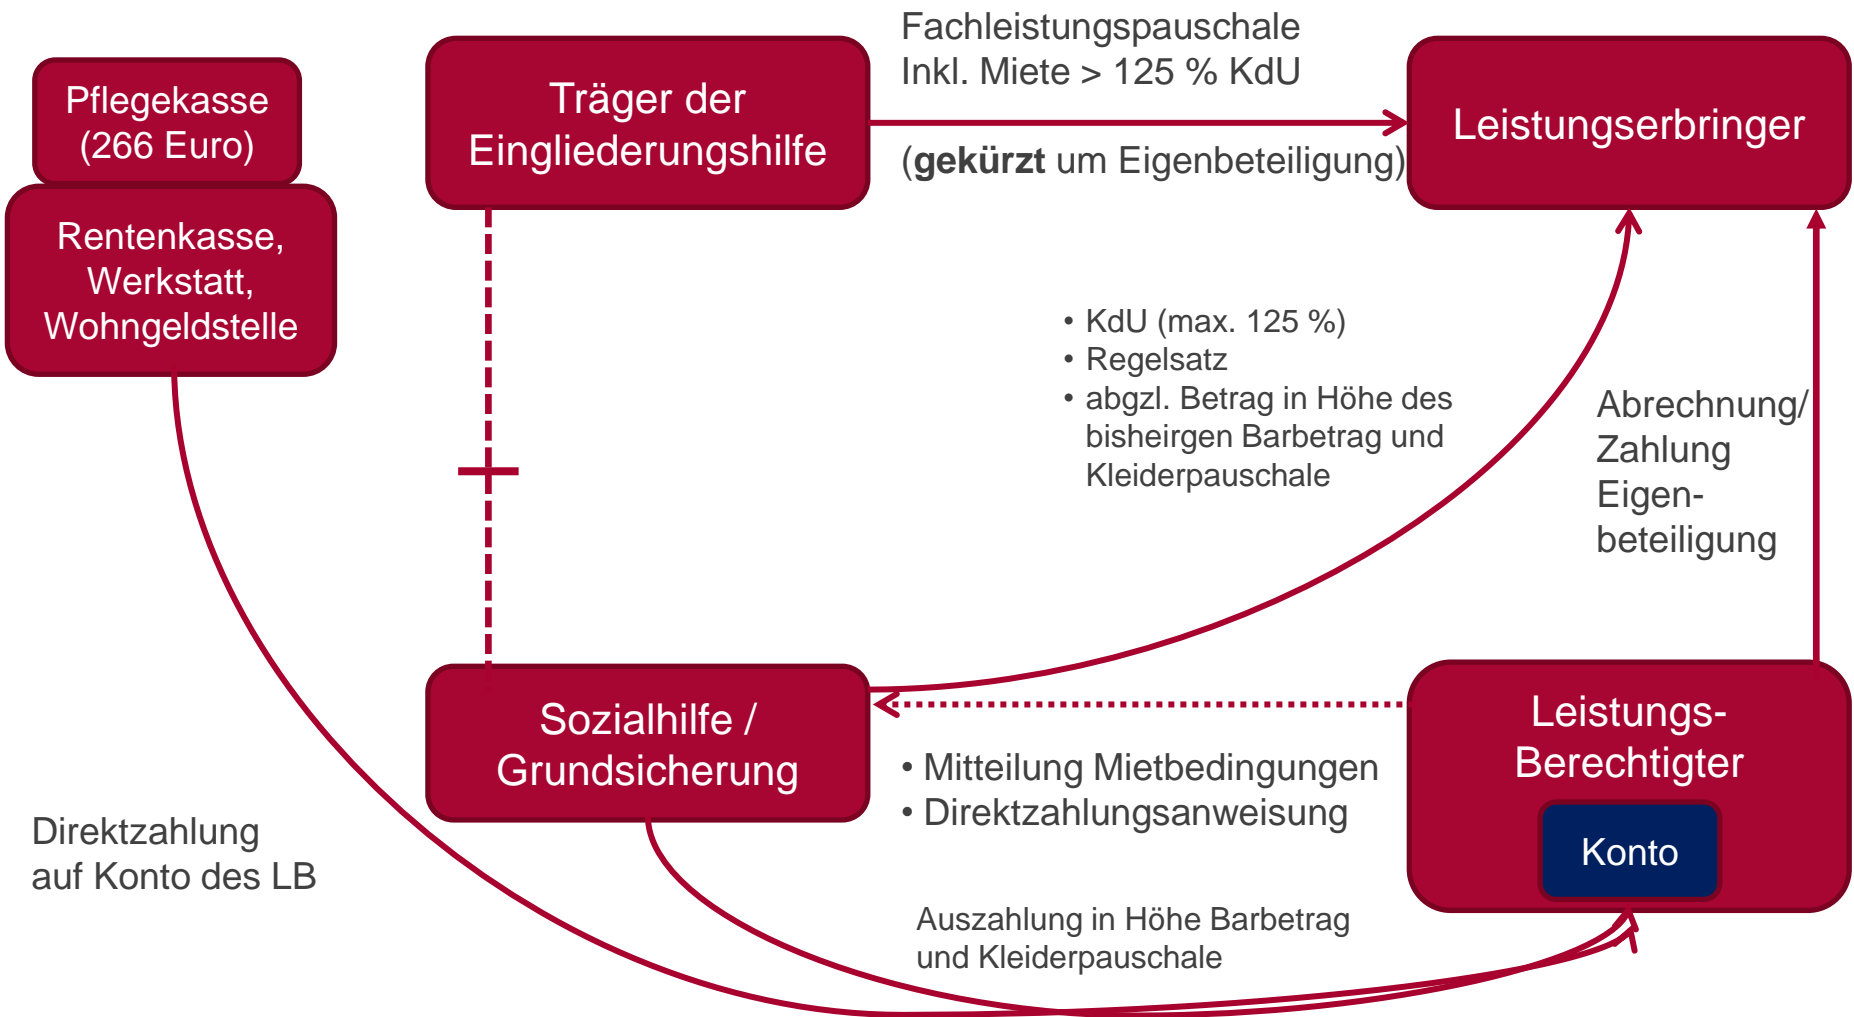 Pflegekasse
(266 Euro)
Rentenkasse,
Werkstatt,
Wohngeldstelle
Träger der
Eingliederungshilfe
Fachleistungspauschale
Inkl. Miete > 125 % KdU
(gekürzt um Eigenbeteiligung)
Leistungserbringer
• KdU (max. 125 %)
• Regelsatz
• abgzl. Betrag in Höhe des
bisheirgen Barbetrag und
Kleiderpauschale
Abrechnung/
Zahlung
Eigen-
beteiligung
Sozialhilfe /
Grundsicherung
• Mitteilung Mietbedingungen
• Direktzahlungsanweisung
Leistungs-
Berechtigter
Konto
Direktzahlung
auf Konto des LB
Auszahlung in Höhe Barbetrag
und Kleiderpauschale